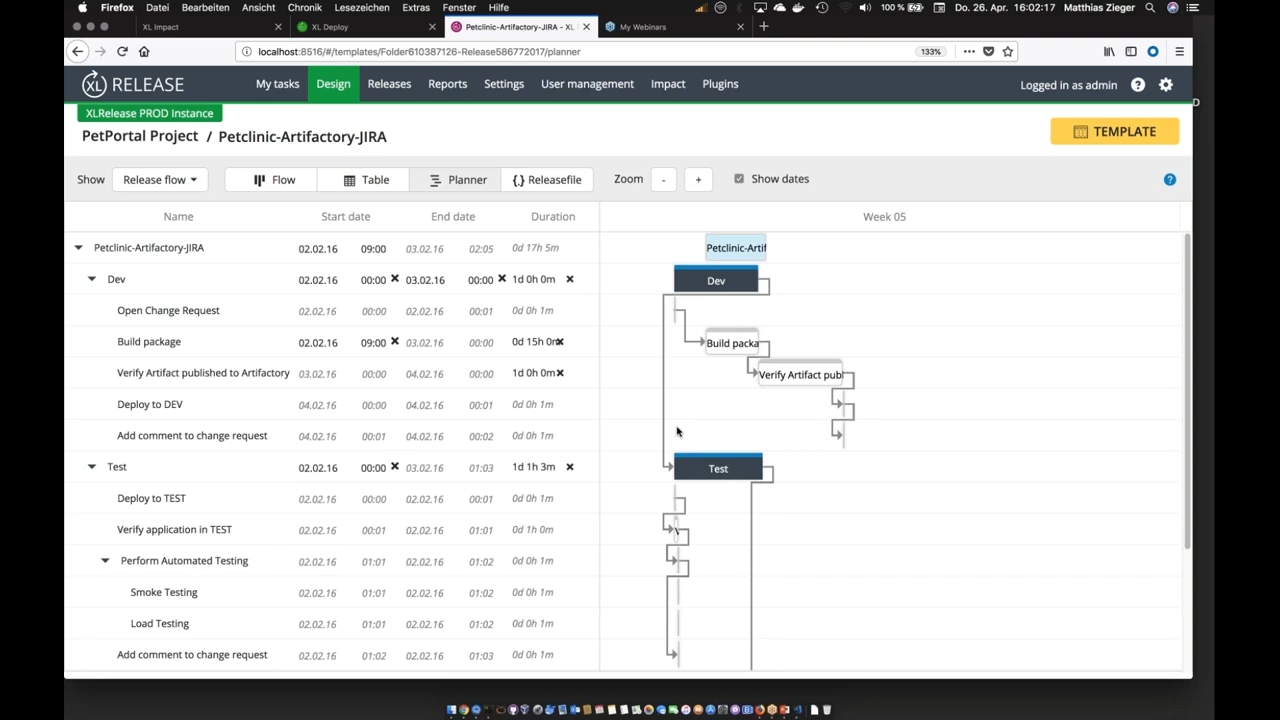 Firefox Datei Bearbeiten Ansicht Chronik Lesezeichen Extras Fenster Hilfe 100 % Do. 26. Apr. 16:02:17 Matthias Zieger
XL Impact XL Deploy Petclinic-Artifactory-JIRA - XL My Webinars
localhost:8516/#/templates/Folder610387126-Release586772017/planner 133%
XL RELEASE My tasks Design Releases Reports Settings User management Impact Plugins Logged in as admin
XLRelease PROD Instance
PetPortal Project / Petclinic-Artifactory-JIRA TEMPLATE
Show Release flow Flow Table Planner {.} Releasefile Zoom - + Show dates
Name Start date End date Duration Week 05
Petclinic-Artifactory-JIRA 02.02.16 09:00 03.02.16 02:05 0d 17h 5m Petclinic-Artif
Dev 02.02.16 00:00 03.02.16 00:00 1d 0h 0m Dev
Open Change Request 02.02.16 00:00 02.02.16 00:01 0d 0h 1m
Build package 02.02.16 09:00 03.02.16 00:00 0d 15h 0m Build packa
Verify Artifact published to Artifactory 03.02.16 00:00 04.02.16 00:00 1d 0h 0m Verify Artifact pub
Deploy to DEV 04.02.16 00:00 04.02.16 00:01 0d 0h 1m
Add comment to change request 04.02.16 00:01 04.02.16 00:02 0d 0h 1m
Test 02.02.16 00:00 03.02.16 01:03 1d 1h 3m Test
Deploy to TEST 02.02.16 00:00 02.02.16 00:01 0d 0h 1m
Verify application in TEST 02.02.16 00:01 02.02.16 01:01 0d 1h 0m
Perform Automated Testing 02.02.16 01:01 02.02.16 01:02 0d 0h 1m
Smoke Testing 02.02.16 01:01 02.02.16 01:02 0d 0h 1m
Load Testing 02.02.16 01:01 02.02.16 01:02 0d 0h 1m
Add comment to change request 02.02.16 01:02 02.02.16 01:03 0d 0h 1m